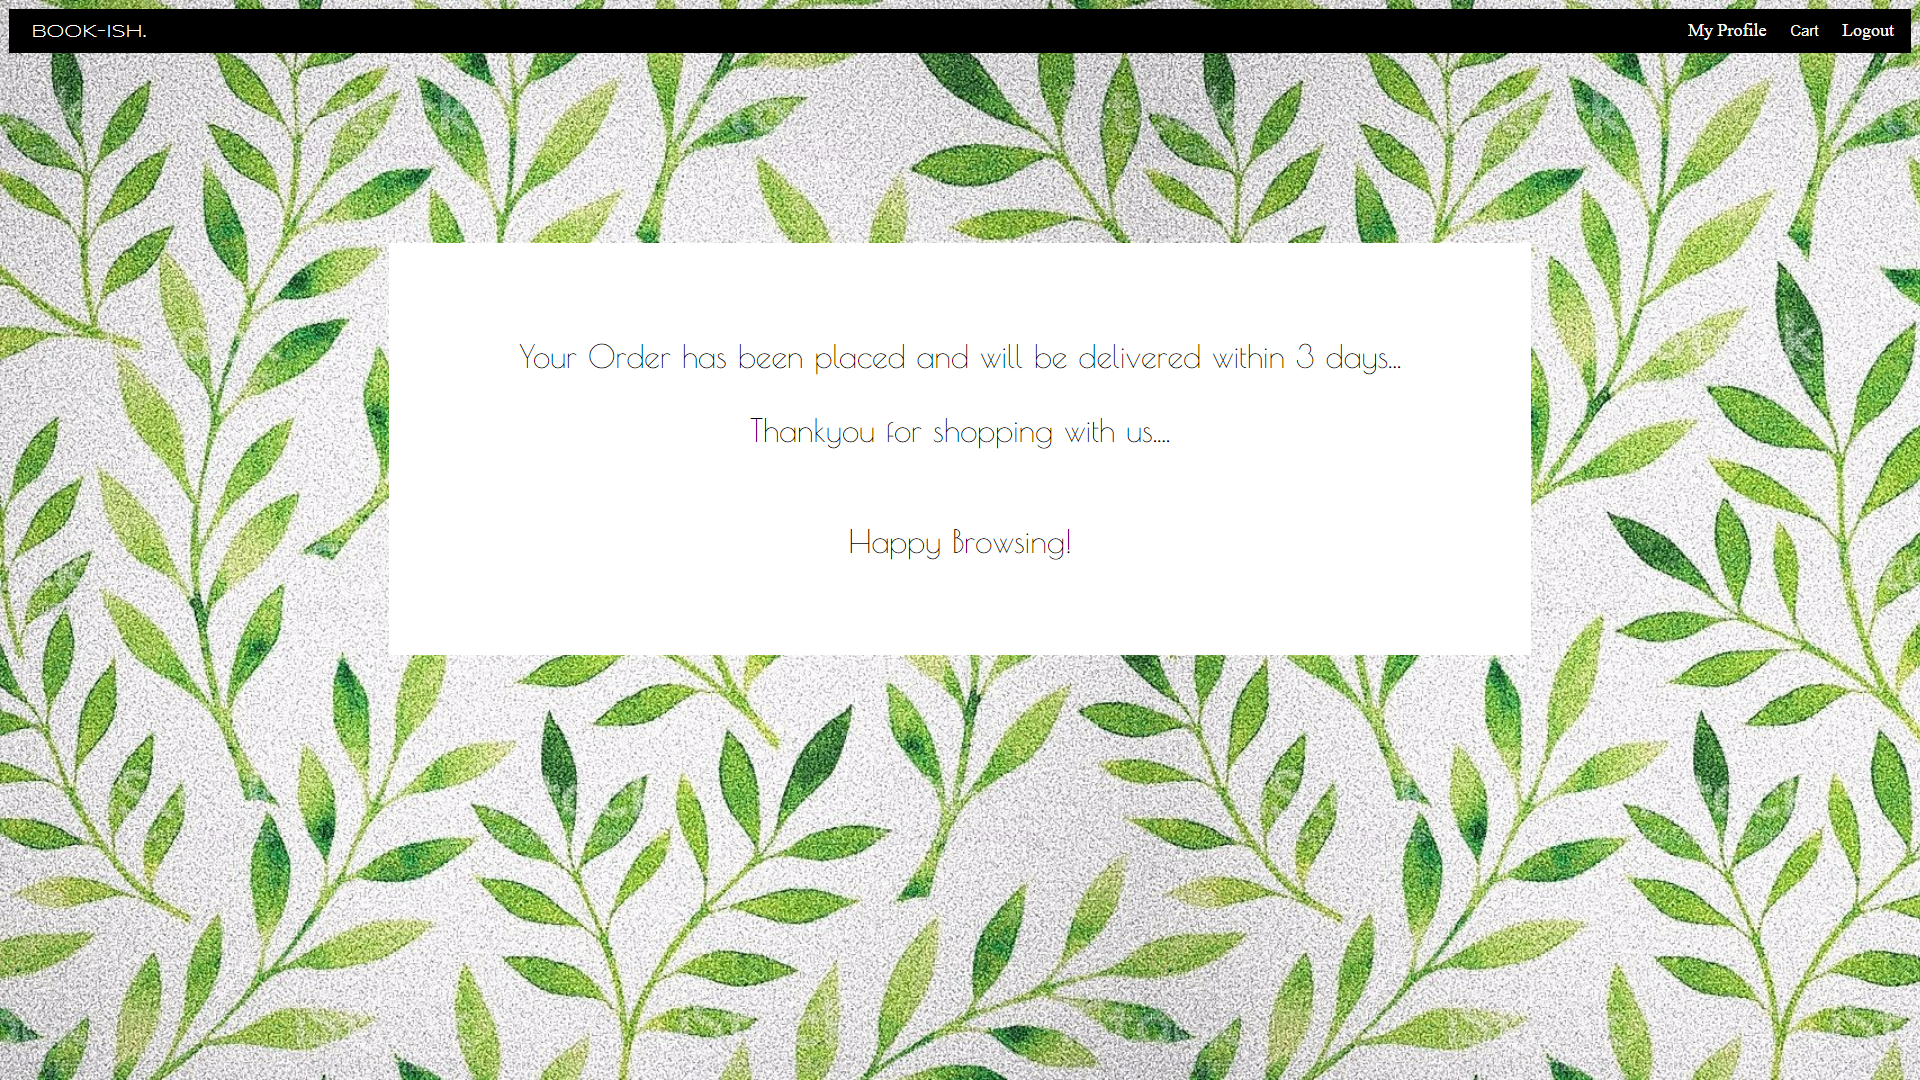 BOOK-ISH.
My Profile Cart Logout
Your Order has been placed and will be delivered within 3 days...
Thankyou for shopping with us....
Happy Browsing!